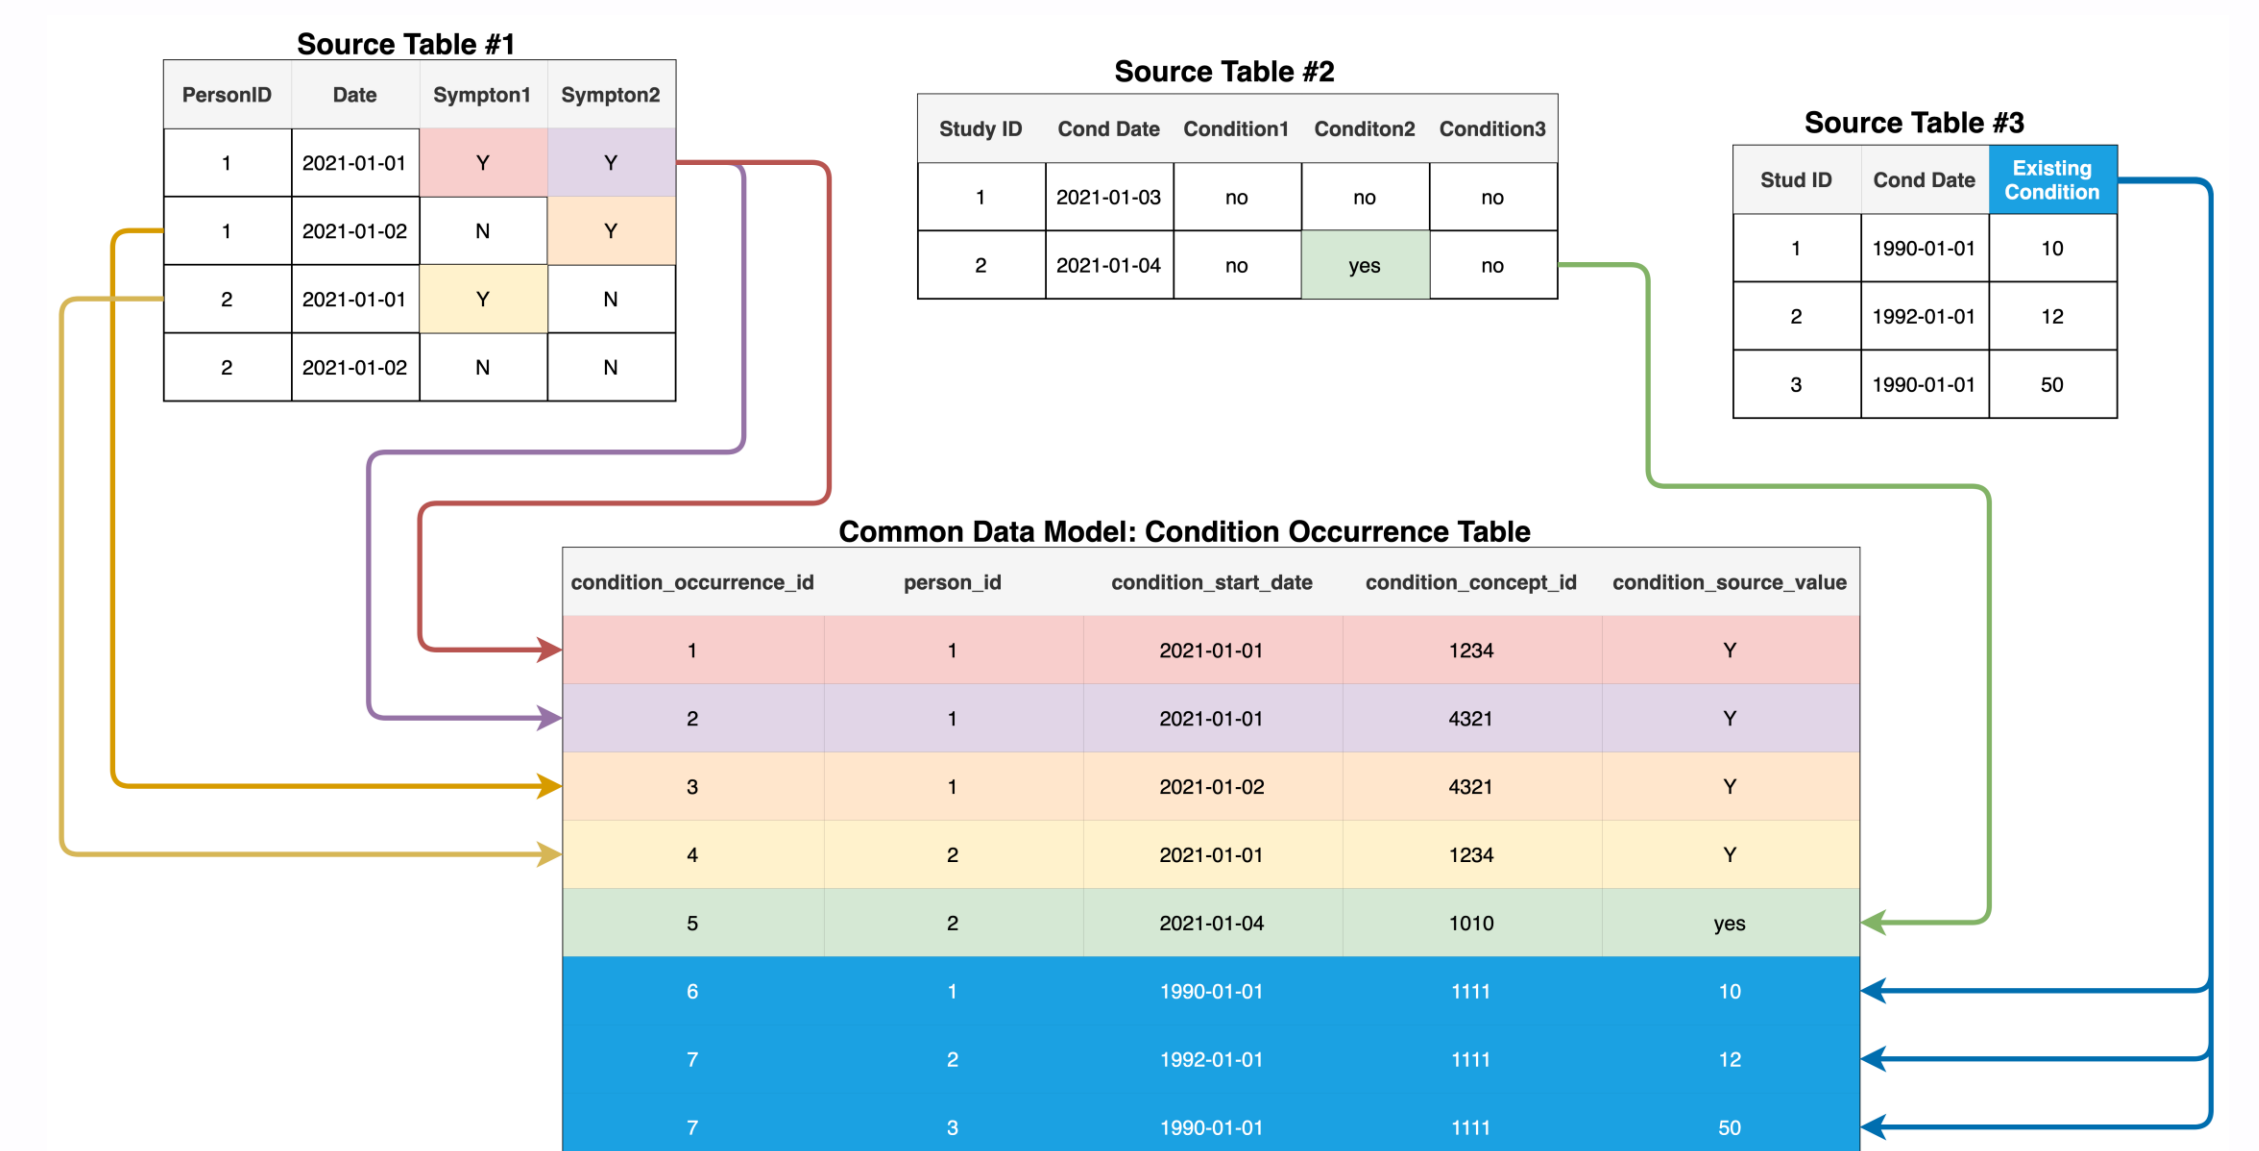 Source Table #1
PersonID Date Sympton1 Sympton2
1 2021-01-01 Y Y
1 2021-01-02 N Y
2 2021-01-01 Y N
2 2021-01-02 N N
Source Table #2
Study ID Cond Date Condition1 Conditon2 Condition3
1 2021-01-03 no no no
2 2021-01-04 no yes no
Source Table #3
Stud ID Cond Date Existing
Condition
1 1990-01-01 10
2 1992-01-01 12
3 1990-01-01 50
Common Data Model: Condition Occurrence Table
condition_occurrence_id person_id condition_start_date condition_concept_id condition_source_value
1 1 2021-01-01 1234 Y
2 1 2021-01-01 4321 Y
3 1 2021-01-02 4321 Y
4 2 2021-01-01 1234 Y
5 2 2021-01-04 1010 yes
6 1 1990-01-01 1111 10
7 2 1992-01-01 1111 12
7 3 1990-01-01 1111 50